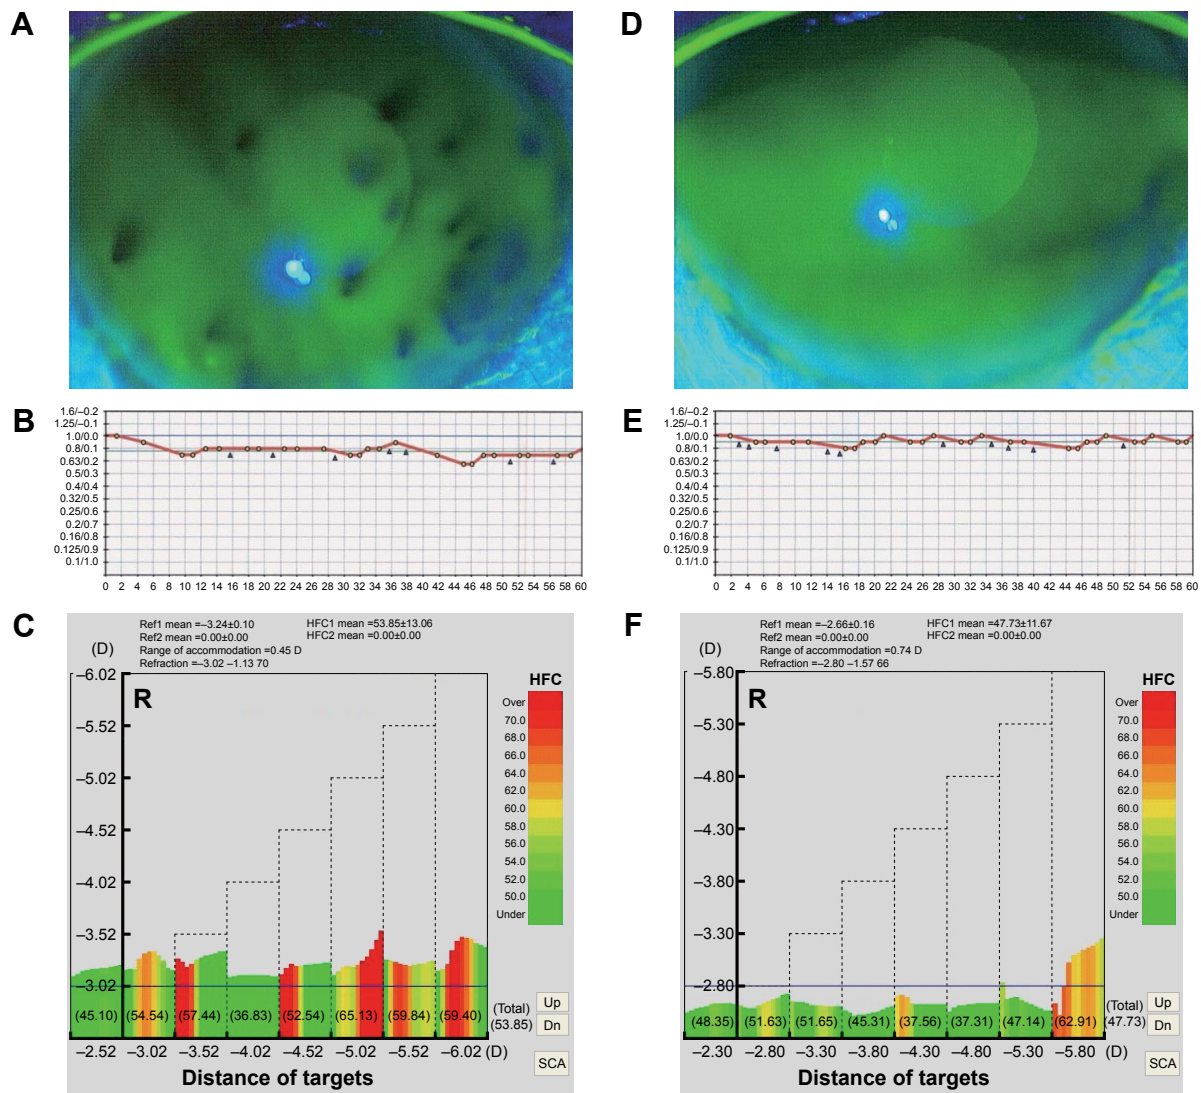 A
D
B
1.6/–0.2
1.25/–0.1
1.0/0.0
0.8/0.1
0.63/0.2
0.5/0.3
0.4/0.4
0.32/0.5
0.25/0.6
0.2/0.7
0.16/0.8
0.125/0.9
0.1/1.0
0 2 4 6 8 10 12 14 16 18 20 22 24 26 28 30 32 34 36 38 40 42 44 46 48 50 52 54 56 58 60
E
1.6/–0.2
1.25/–0.1
1.0/0.0
0.8/0.1
0.63/0.2
0.5/0.3
0.4/0.4
0.32/0.5
0.25/0.6
0.2/0.7
0.16/0.8
0.125/0.9
0.1/1.0
0 2 4 6 8 10 12 14 16 18 20 22 24 26 28 30 32 34 36 38 40 42 44 46 48 50 52 54 56 58 60
C
Ref1 mean =–3.24±0.10
Ref2 mean =0.00±0.00
Range of accommodation =0.45 D
Refraction =–3.02 –1.13 70
HFC1 mean =53.85±13.06
HFC2 mean =0.00±0.00
(D)
R
–6.02
–5.52
–5.02
–4.52
–4.02
–3.52
–3.02
HFC
Over
70.0
68.0
66.0
64.0
62.0
60.0
58.0
56.0
54.0
52.0
50.0
Under
(45.10) (54.54) (57.44) (36.83) (52.54) (65.13) (59.84) (59.40)
(Total)
(53.85)
Up
Dn
SCA
–2.52 –3.02 –3.52 –4.02 –4.52 –5.02 –5.52 –6.02 (D)
Distance of targets
F
Ref1 mean =–2.66±0.16
Ref2 mean =0.00±0.00
Range of accommodation =0.74 D
Refraction =–2.80 –1.57 66
HFC1 mean =47.73±11.67
HFC2 mean =0.00±0.00
(D)
R
–5.80
–5.30
–4.80
–4.30
–3.80
–3.30
–2.80
HFC
Over
70.0
68.0
66.0
64.0
62.0
60.0
58.0
56.0
54.0
52.0
50.0
Under
(48.35) (51.63) (51.65) (45.31) (37.56) (37.31) (47.14) (62.91)
(Total)
(47.73)
Up
Dn
SCA
–2.30 –2.80 –3.30 –3.80 –4.30 –4.80 –5.30 –5.80 (D)
Distance of targets